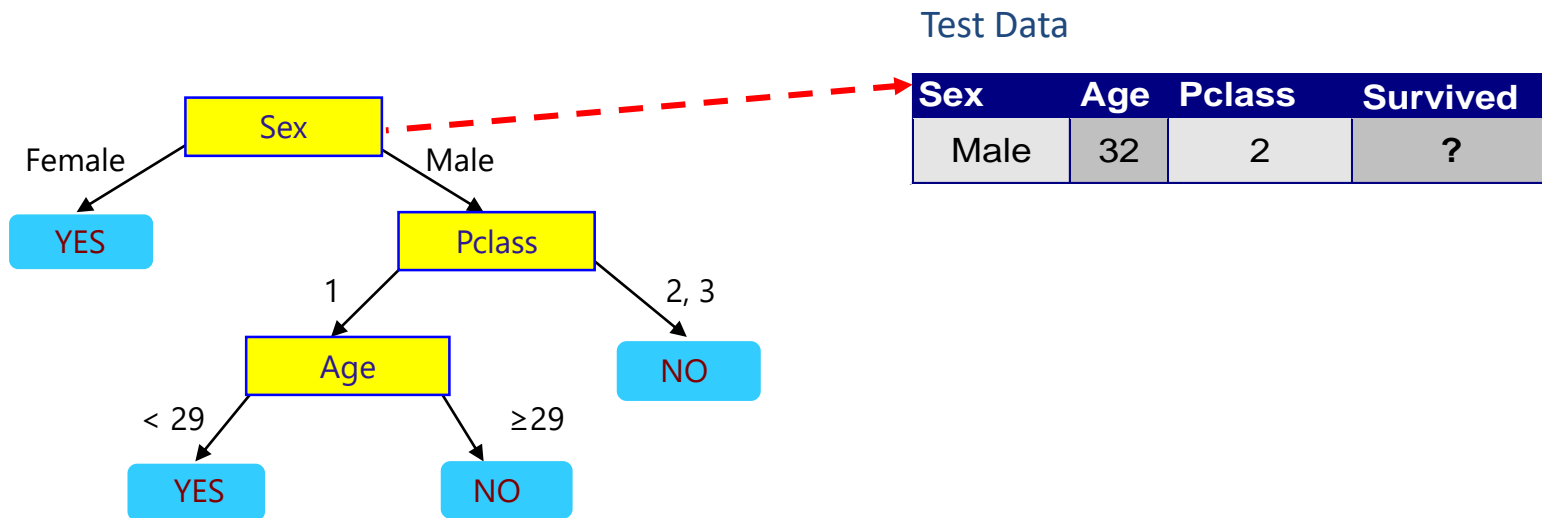 Test Data
Sex Age Pclass Survived
Male 32 2 ?
Sex
Female Male
YES
Pclass
1 2, 3
Age
NO
< 29 ≥29
YES NO